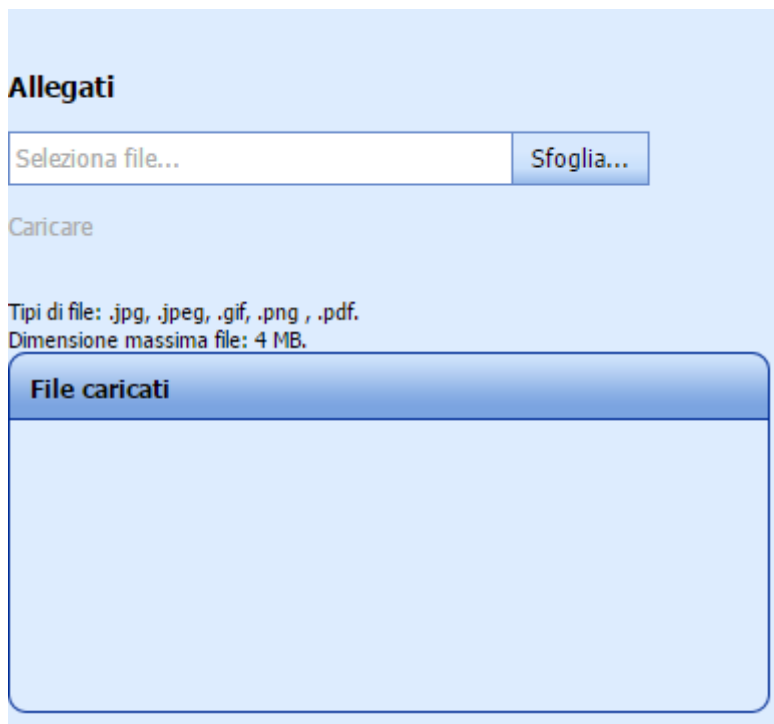 Allegati
Seleziona file...
Sfoglia...
Caricare
Tipi di file: .jpg, .jpeg, .gif, .png , .pdf.
Dimensione massima file: 4 MB.
File caricati